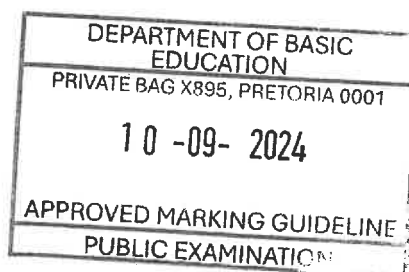 DEPARTMENT OF BASIC
EDUCATION
PRIVATE BAG X895, PRETORIA 0001
10 -09- 2024
APPROVED MARKING GUIDELINE
PUBLIC EXAMINATION